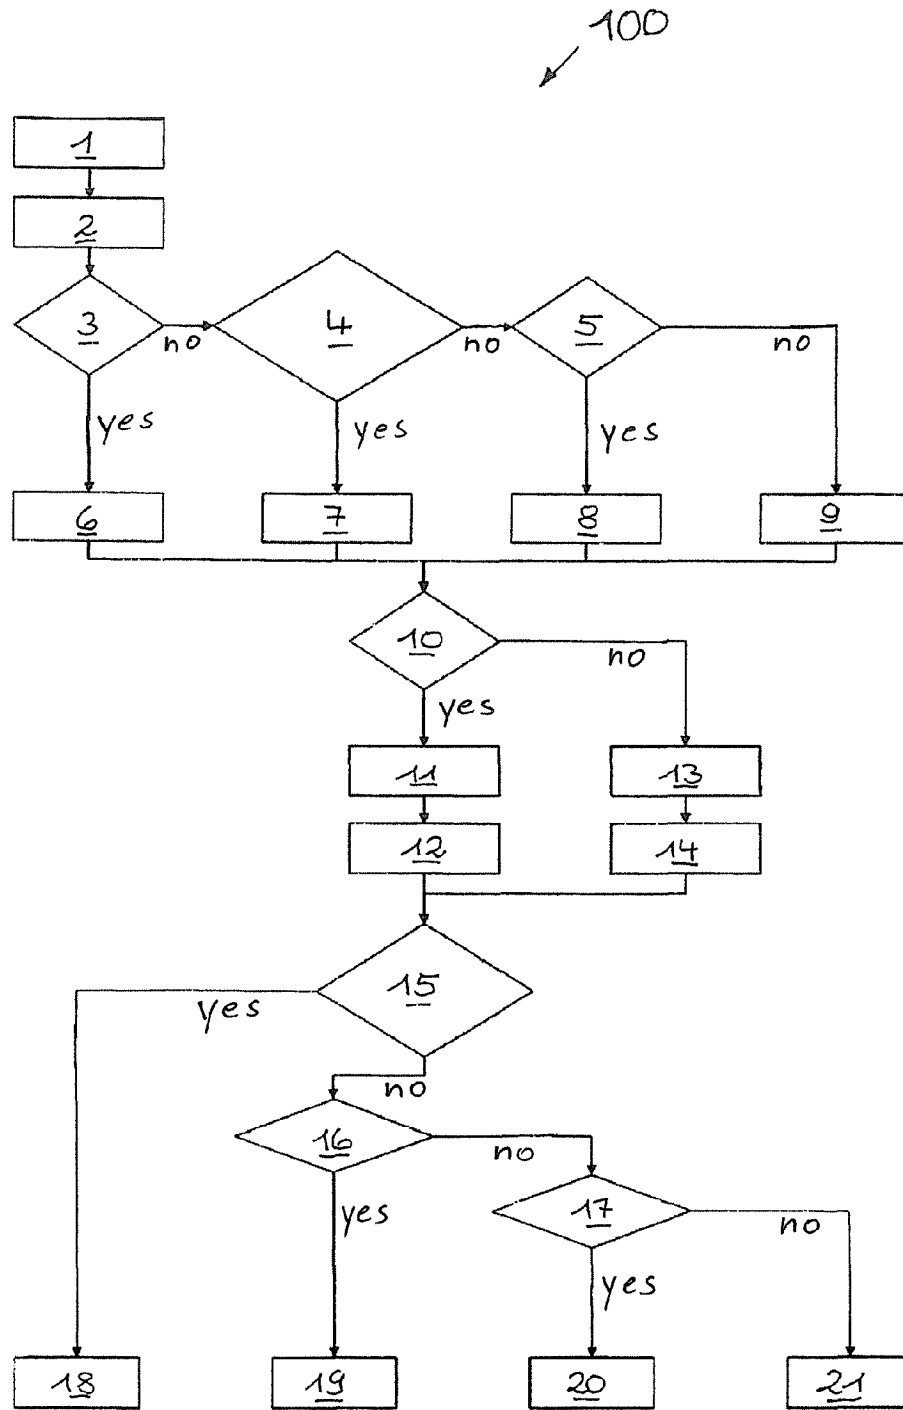 100
1
2
3 no 4 no 5 no
yes yes yes
6 7 8 9
10 no
yes
11 13
12 14
15
yes
no
16 no
17 no
yes
yes
18 19 20 21